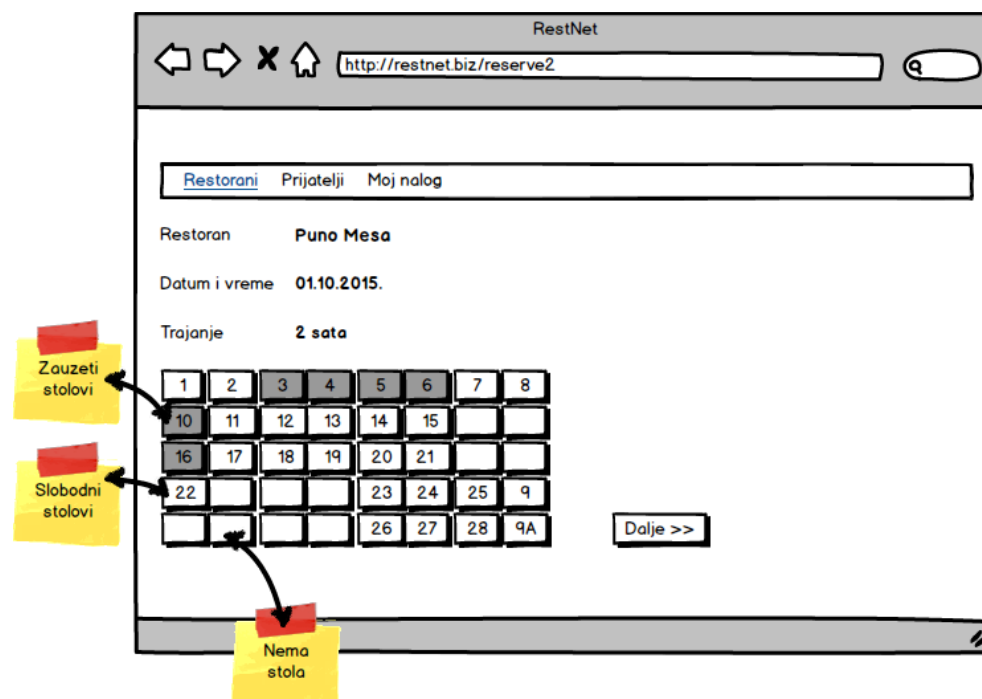 RestNet
http://restnet.biz/reserve2
Restorani Prijatelji Moj nalog
Restoran Puno Mesa
Datum i vreme 01.10.2015.
Trajanje 2 sata
Zauzeti
stolovi
1 2 3 4 5 6 7 8
10 11 12 13 14 15
16 17 18 19 20 21
Slobodni
stolovi
22 23 24 25 9
26 27 28 9A
Dalje >>
Nema
stola